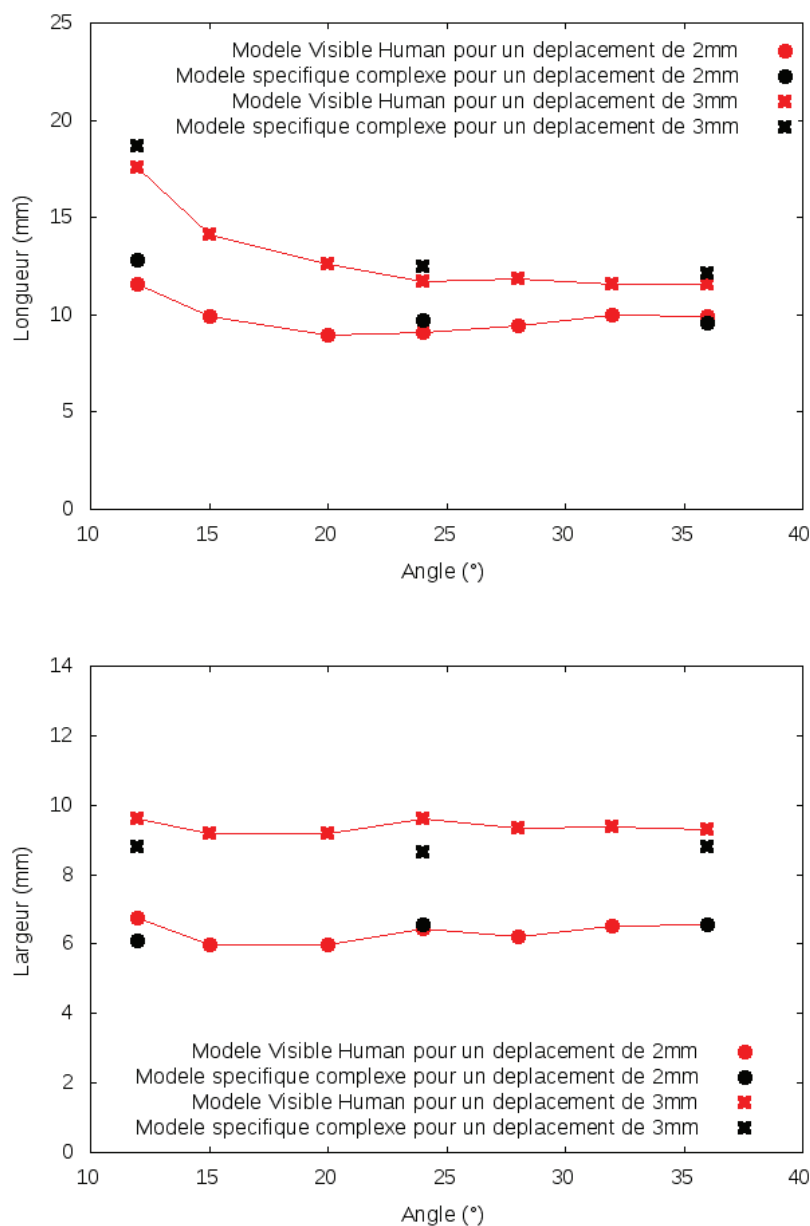 25
20
15
10
5
0
10 15 20 25 30 35 40
Longueur (mm)
Angle (°)
Modele Visible Human pour un deplacement de 2mm
Modele specifique complexe pour un deplacement de 2mm
Modele Visible Human pour un deplacement de 3mm
Modele specifique complexe pour un deplacement de 3mm
14
12
10
8
6
4
2
0
10 15 20 25 30 35 40
Largeur (mm)
Angle (°)
Modele Visible Human pour un deplacement de 2mm
Modele specifique complexe pour un deplacement de 2mm
Modele Visible Human pour un deplacement de 3mm
Modele specifique complexe pour un deplacement de 3mm